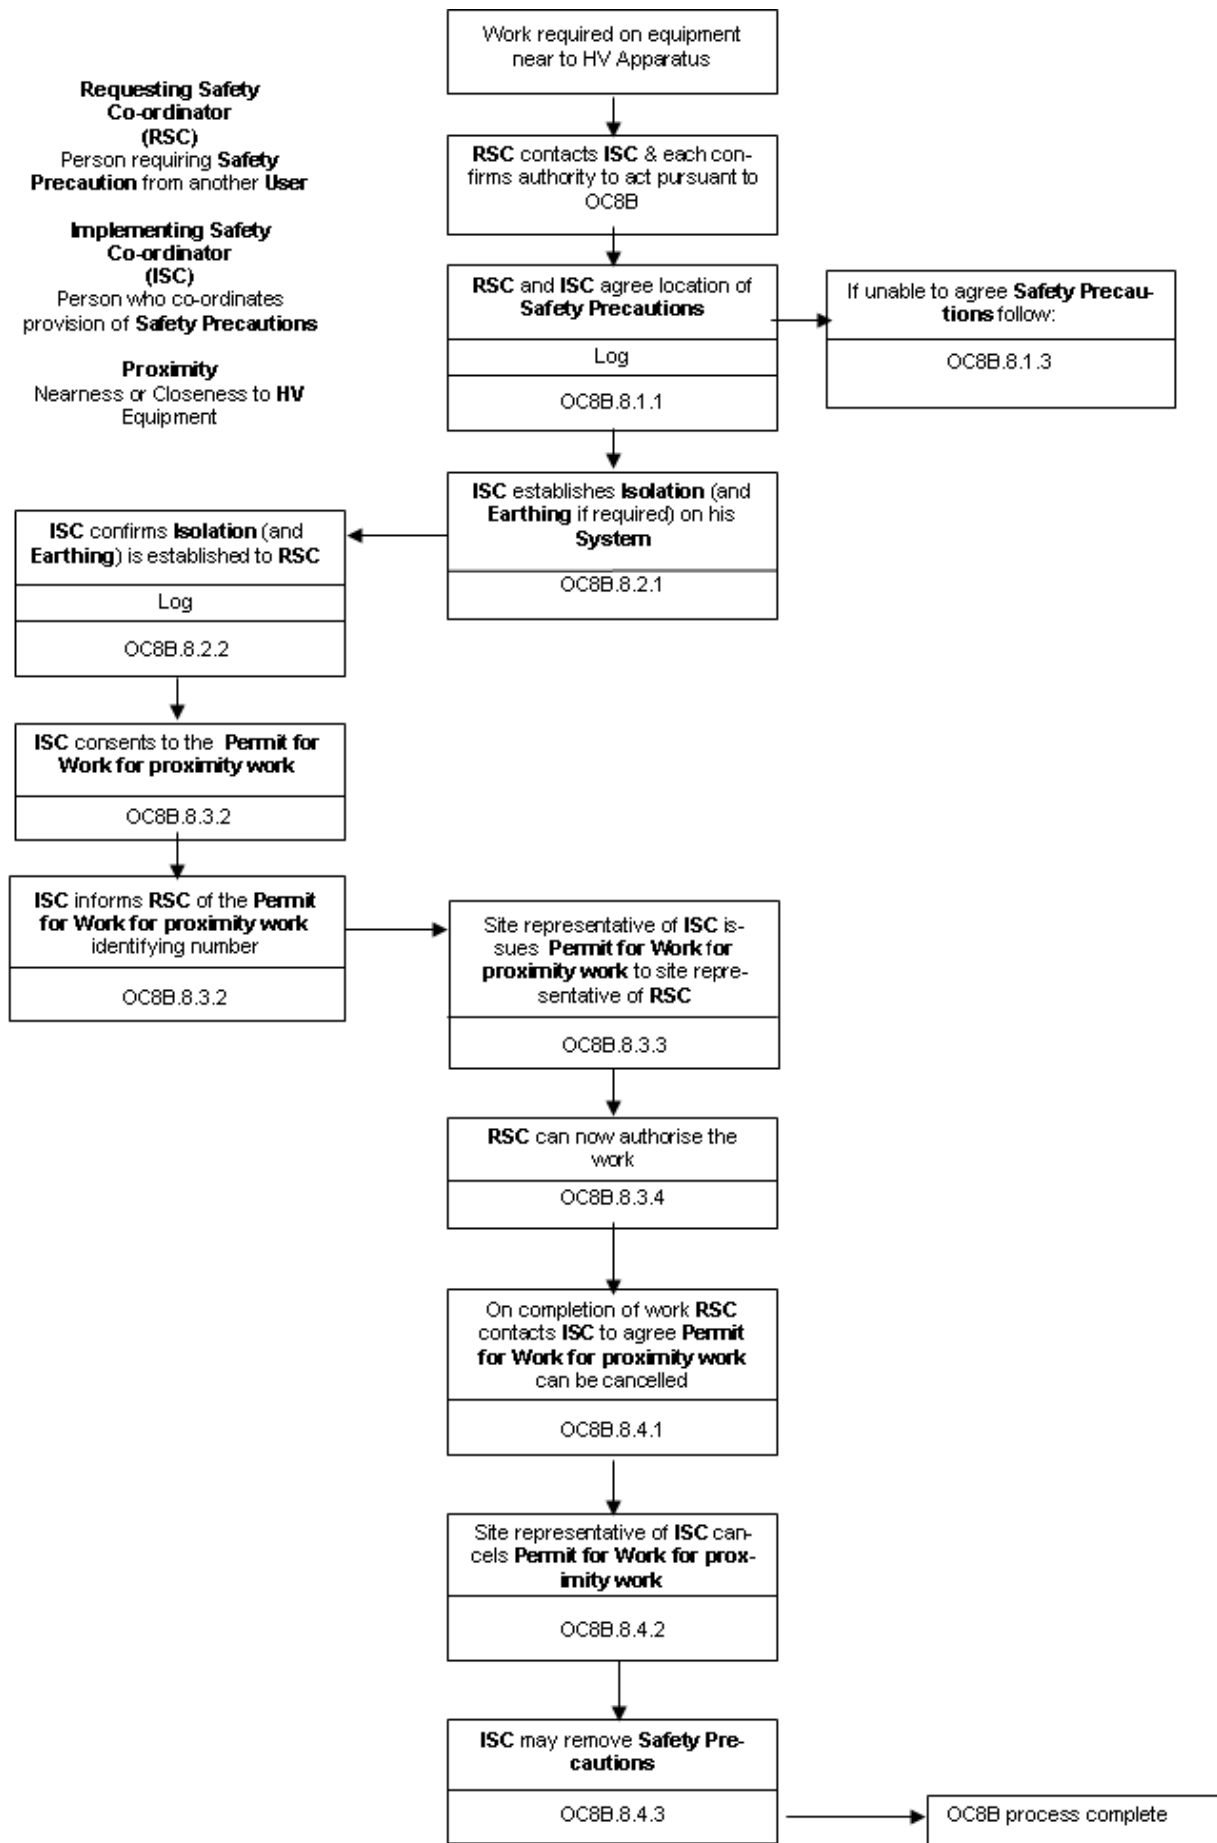 Work required on equipment
near to HV Apparatus
Requesting Safety
Co-ordinator
(RSC)
Person requiring Safety
Precaution from another User
Implementing Safety
Co-ordinator
(ISC)
Person who co-ordinates
provision of Safety Precautions
Proximity
Nearness or Closeness to HV
Equipment
RSC contacts ISC & each con-
firms authority to act pursuant to
OC8B
RSC and ISC agree location of
Safety Precautions
Log
OC8B.8.1.1
If unable to agree Safety Precau-
tions follow:
OC8B.8.1.3
ISC establishes Isolation (and
Earthing if required) on his
System
OC8B.8.2.1
ISC confirms Isolation (and
Earthing) is established to RSC
Log
OC8B.8.2.2
ISC consents to the Permit for
Work for proximity work
OC8B.8.3.2
ISC informs RSC of the Permit
for Work for proximity work
identifying number
OC8B.8.3.2
Site representative of ISC is-
sues Permit for Work for
proximity work to site repre-
sentative of RSC
OC8B.8.3.3
RSC can now authorise the
work
OC8B.8.3.4
On completion of work RSC
contacts ISC to agree Permit
for Work for proximity work
can be cancelled
OC8B.8.4.1
Site representative of ISC can-
cels Permit for Work for prox-
imity work
OC8B.8.4.2
ISC may remove Safety Pre-
cautions
OC8B.8.4.3
OC8B process complete